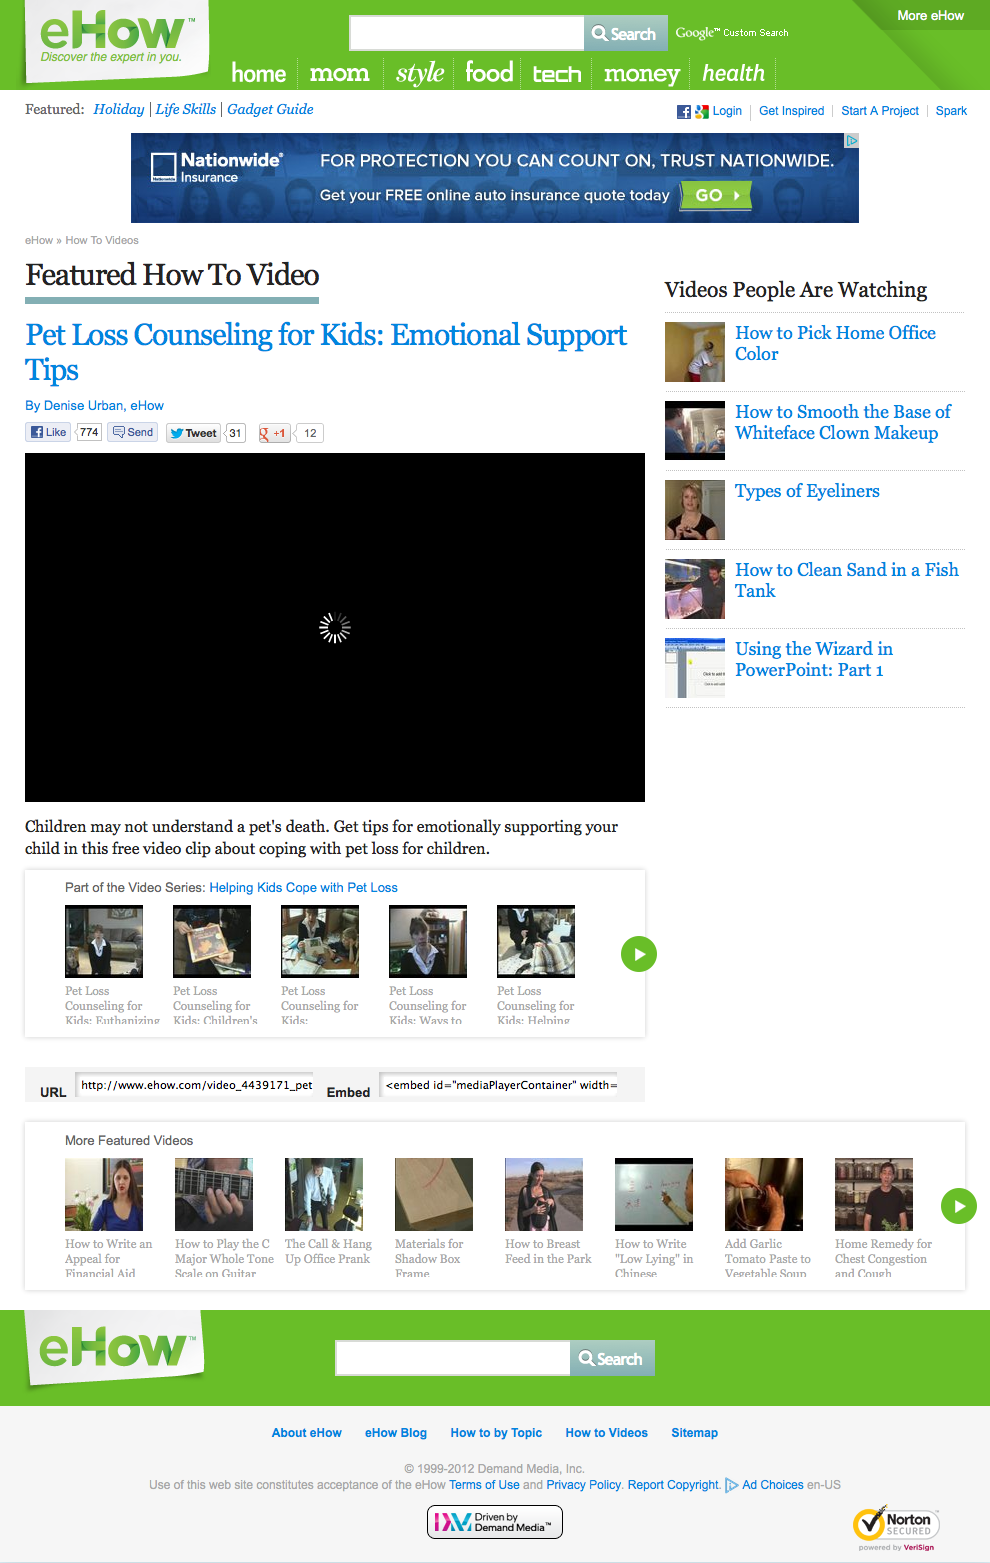 eHow™
Discover the expert in you.
Search
Google™ Custom Search
More eHow
home mom style food tech money health
Featured: Holiday | Life Skills | Gadget Guide
Login | Get Inspired | Start A Project | Spark
Nationwide®
Insurance
Nationwide
FOR PROTECTION YOU CAN COUNT ON, TRUST NATIONWIDE.
Get your FREE online auto insurance quote today GO
eHow » How To Videos
Featured How To Video
Pet Loss Counseling for Kids: Emotional Support
Tips
By Denise Urban, eHow
Like 774 Send Tweet 31 +1 12
Children may not understand a pet's death. Get tips for emotionally supporting your
child in this free video clip about coping with pet loss for children.
Videos People Are Watching
How to Pick Home Office
Color
How to Smooth the Base of
Whiteface Clown Makeup
Types of Eyeliners
How to Clean Sand in a Fish
Tank
Using the Wizard in
PowerPoint: Part 1
Part of the Video Series: Helping Kids Cope with Pet Loss
Pet Loss
Counseling for
Kids: Euthanizing
Pet Loss
Counseling for
Kids: Children's
Pet Loss
Counseling for
Kids:
Pet Loss
Counseling for
Kids: Ways to
Pet Loss
Counseling for
Kids: Helping
URL http://www.ehow.com/video_4439171_pet Embed <embed id="mediaPlayerContainer" width=
More Featured Videos
How to Write an
Appeal for
Financial Aid
How to Play the C
Major Whole Tone
Scale on Guitar
The Call & Hang
Up Office Prank
Materials for
Shadow Box
Frame
How to Breast
Feed in the Park
How to Write
"Low Lying" in
Chinese
Add Garlic
Tomato Paste to
Vegetable Soup
Home Remedy for
Chest Congestion
and Cough
eHow™
Search
About eHow eHow Blog How to by Topic How to Videos Sitemap
© 1999-2012 Demand Media, Inc.
Use of this web site constitutes acceptance of the eHow Terms of Use and Privacy Policy. Report Copyright. Ad Choices en-US
Driven by
Demand Media™
Norton
SECURED
powered by VeriSign